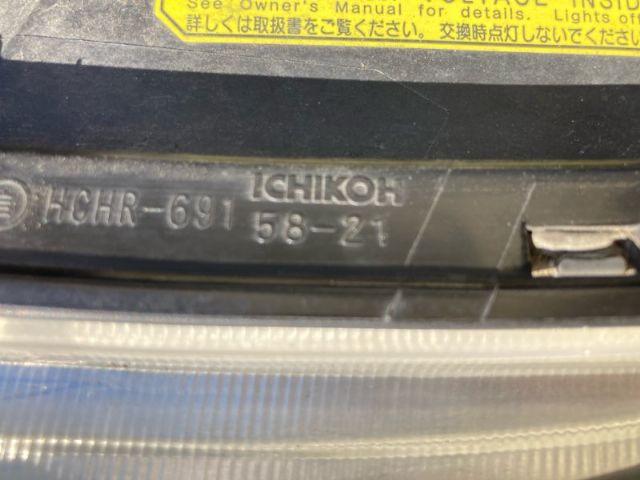 VOLTAGE INSIDE
See Owner's Manual for details. Lights of
詳しくは取扱書をご覧ください。 交換時点灯しないでください
HCHR-691
ICHIKOH
58-21